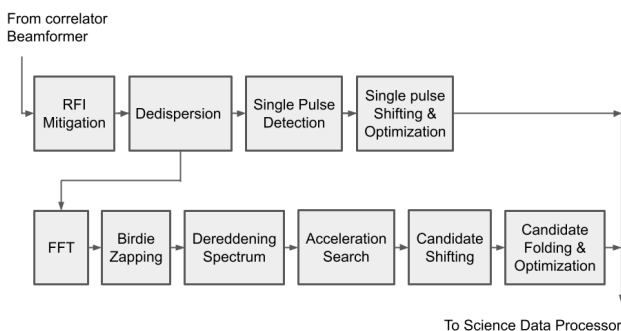 From correlator
Beamformer
RFI
Mitigation
Dedispersion
Single Pulse
Detection
Single pulse
Shifting &
Optimization
FFT
Birdie
Zapping
Dereddening
Spectrum
Acceleration
Search
Candidate
Shifting
Candidate
Folding &
Optimization
To Science Data Processor